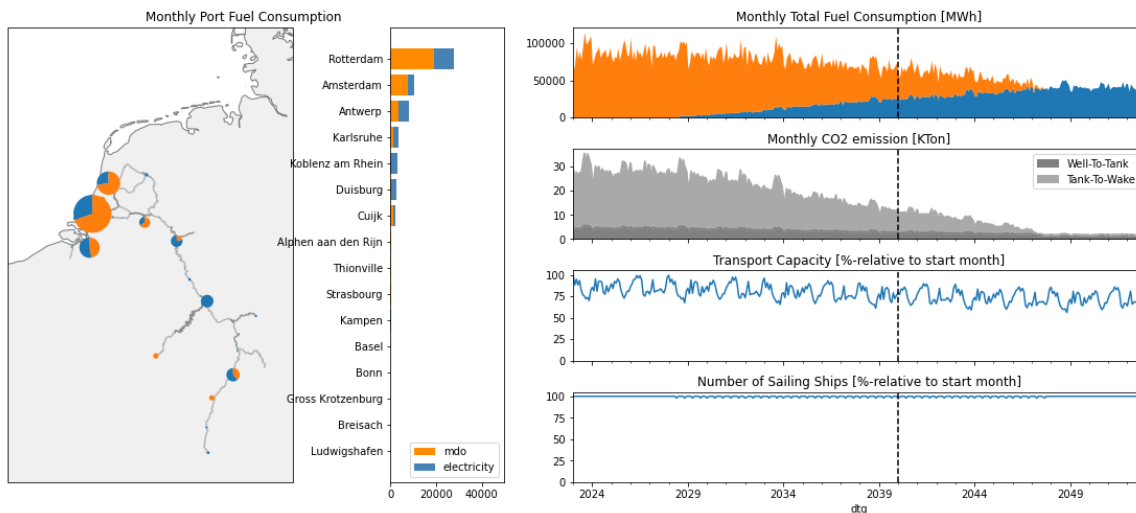 Monthly Port Fuel Consumption
Rotterdam
Amsterdam
Antwerp
Karlsruhe
Koblenz am Rhein
Duisburg
Cuijk
Alphen aan den Rijn
Thionville
Strasbourg
Kampen
Basel
Bonn
Gross Krotzenburg
Breisach
Ludwigshafen
mdo
electricity
0 20000 40000
Monthly Total Fuel Consumption [MWh]
100000
50000
0
Monthly CO2 emission [KTon]
30
20
10
0
Well-To-Tank
Tank-To-Wake
Transport Capacity [%-relative to start month]
100
75
50
25
0
Number of Sailing Ships [%-relative to start month]
100
75
50
25
0
2024 2029 2034 2039 2044 2049
dtg